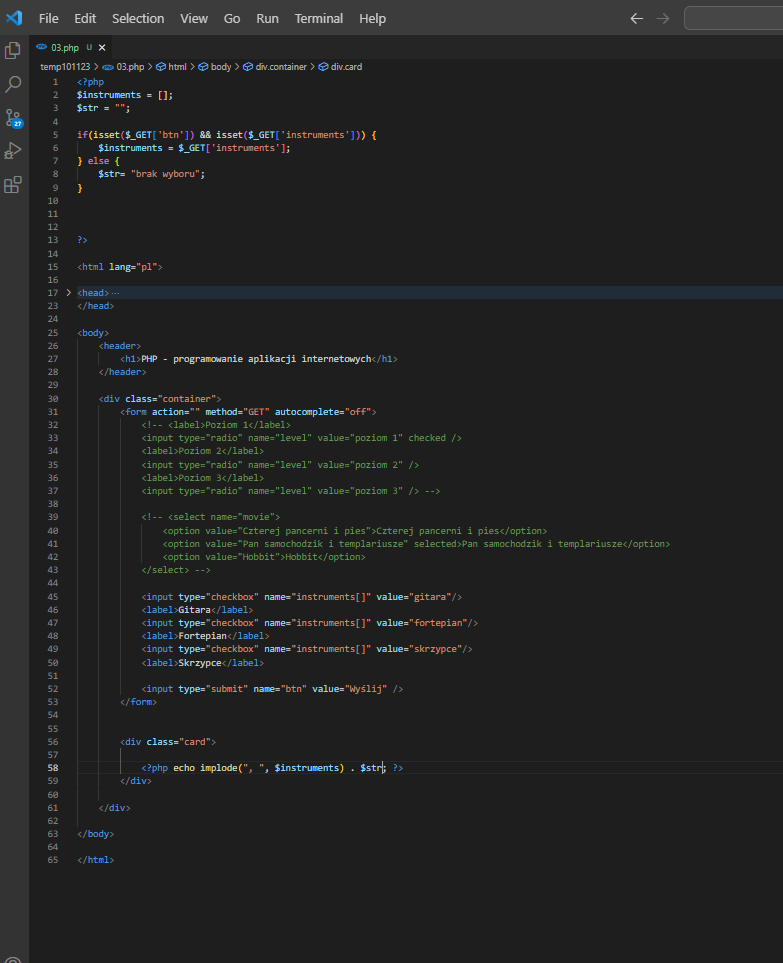 File Edit Selection View Go Run Terminal Help
03.php U
temp101123 > 03.php > html > body > div.container > div.card
1 <?php
2 $instruments = [];
3 $str = "";
4
5 if(isset($_GET['btn']) && isset($_GET['instruments'])) {
6 $instruments = $_GET['instruments'];
7 } else {
8 $str= "brak wyboru";
9 }
10
11
12
13 ?>
14
15 <html lang="pl">
16
17 <head> ...
23 </head>
24
25 <body>
26 <header>
27 <h1>PHP - programowanie aplikacji internetowych</h1>
28 </header>
29
30 <div class="container">
31 <form action="" method="GET" autocomplete="off">
32 <!-- <label>Poziom 1</label>
33 <input type="radio" name="level" value="poziom 1" checked />
34 <label>Poziom 2</label>
35 <input type="radio" name="level" value="poziom 2" />
36 <label>Poziom 3</label>
37 <input type="radio" name="level" value="poziom 3" /> -->
38
39 <!-- <select name="movie">
40 <option value="Czterej pancerni i pies">Czterej pancerni i pies</option>
41 <option value="Pan samochodzik i templariusze" selected>Pan samochodzik i templariusze</option>
42 <option value="Hobbit">Hobbit</option>
43 </select> -->
44
45 <input type="checkbox" name="instruments[]" value="gitara"/>
46 <label>Gitara</label>
47 <input type="checkbox" name="instruments[]" value="fortepian"/>
48 <label>Fortepian</label>
49 <input type="checkbox" name="instruments[]" value="skrzypce"/>
50 <label>Skrzypce</label>
51
52 <input type="submit" name="btn" value="Wyślij" />
53 </form>
54
55
56 <div class="card">
57
58 <?php echo implode(", ", $instruments) . $str; ?>
59 </div>
60
61 </div>
62
63 </body>
64
65 </html>
27